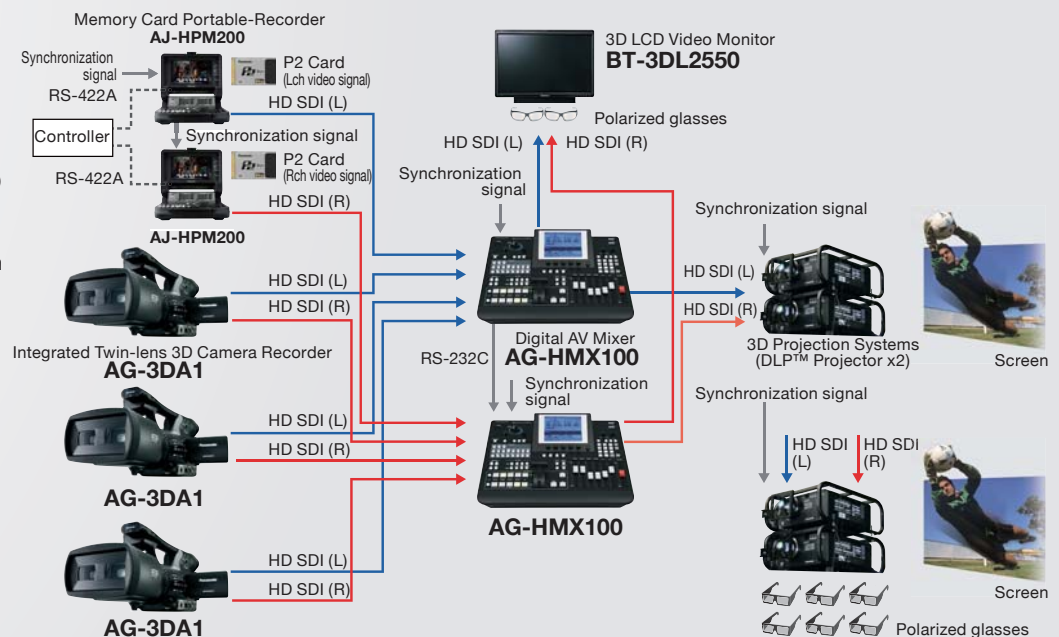 Memory Card Portable-Recorder
AJ-HPM200
Synchronization
signal
P2 Card
(Lch video signal)
RS-422A
HD SDI (L)
Controller
Synchronization signal
RS-422A
P2 Card
(Rch video signal)
HD SDI (R)
AJ-HPM200
HD SDI (L)
HD SDI (R)
Integrated Twin-lens 3D Camera Recorder
AG-3DA1
HD SDI (L)
HD SDI (R)
AG-3DA1
HD SDI (L)
HD SDI (R)
AG-3DA1
3D LCD Video Monitor
BT-3DL2550
Polarized glasses
HD SDI (L)
HD SDI (R)
Synchronization
signal
Digital AV Mixer
AG-HMX100
RS-232C
Synchronization
signal
AG-HMX100
Synchronization signal
HD SDI (L)
HD SDI (R)
3D Projection Systems
(DLP™ Projector x2)
Screen
Synchronization signal
HD SDI
(L)
HD SDI
(R)
Screen
Polarized glasses